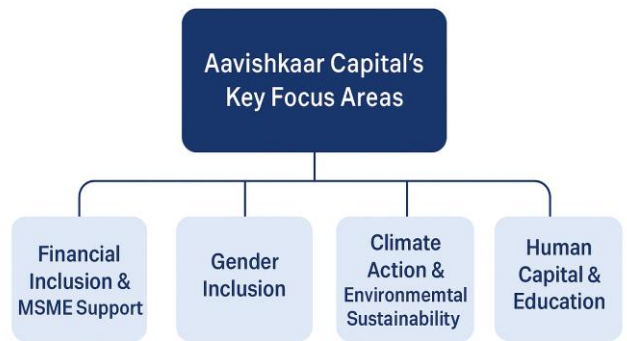 Aavishkaar Capital's
Key Focus Areas
Financial
Inclusion &
MSME Support
Gender
Inclusion
Climate
Action &
Environmemtal
Sustainability
Human
Capital &
Education